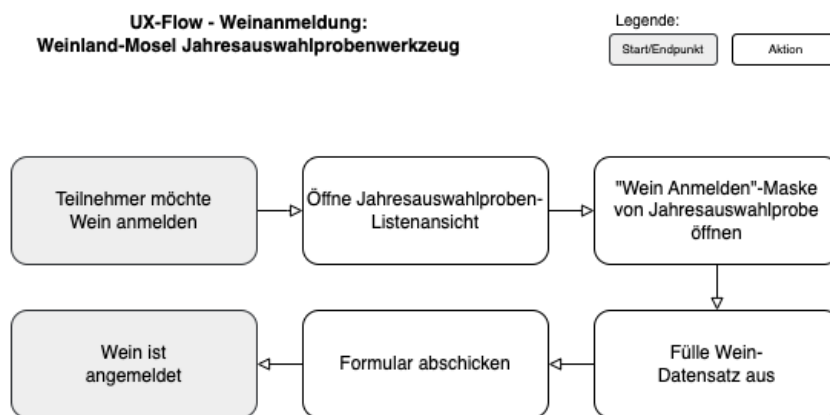 UX-Flow - Weinanmeldung:
Weinland-Mosel Jahresauswahlprobenwerkzeug
Legende:
Start/Endpunkt
Aktion
Teilnehmer möchte
Wein anmelden
Öffne Jahresauswahlproben-
Listenansicht
"Wein Anmelden"-Maske
von Jahresauswahlprobe
öffnen
Fülle Wein-
Datensatz aus
Formular abschicken
Wein ist
angemeldet